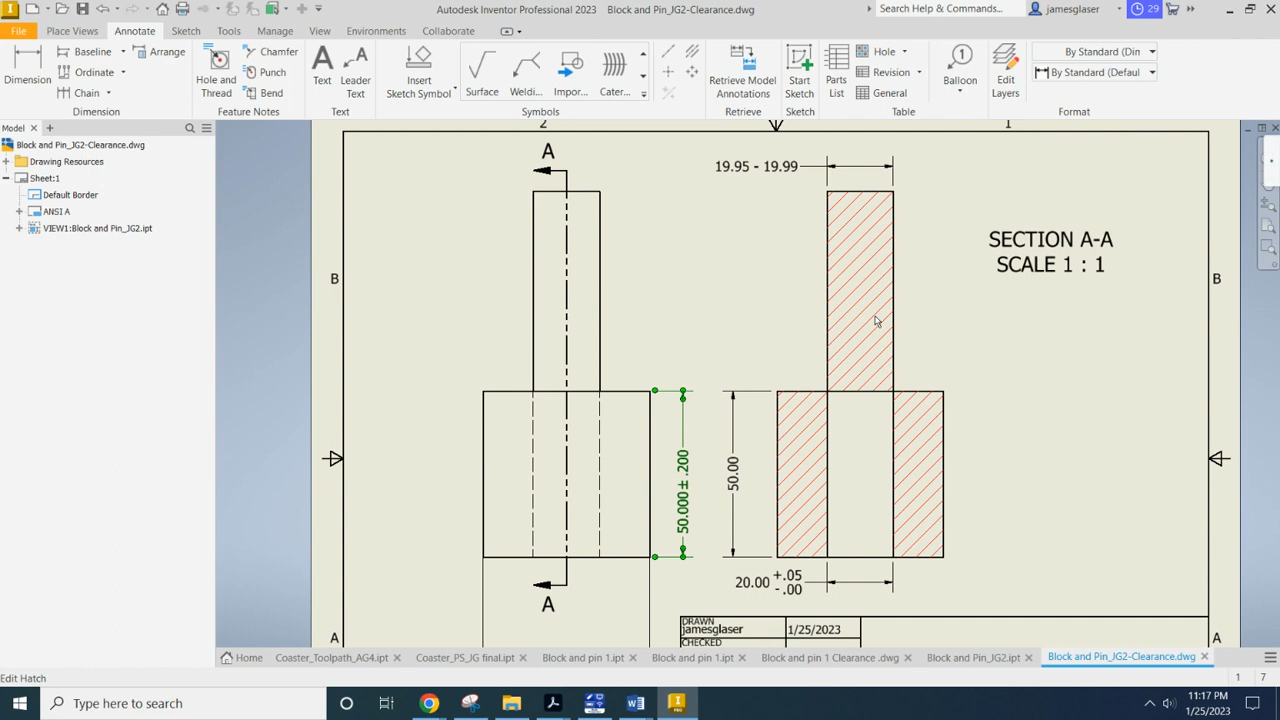 Autodesk Inventor Professional 2023 Block and Pin_JG2-Clearance.dwg
Search Help & Commands...
jamesglaser
29
File Place Views Annotate Sketch Tools Manage View Environments Collaborate
Dimension
Baseline
Ordinate
Chain
Arrange
Dimension
Hole and Thread
Chamfer
Punch
Bend
Feature Notes
Text
Leader Text
Text
Insert Sketch Symbol
Surface
Weldi...
Impor...
Cater...
Symbols
Retrieve Model Annotations
Retrieve
Start Sketch
Sketch
Parts List
Hole
Revision
General
Table
Balloon
Edit Layers
By Standard (Din
By Standard (Defaul
Format
Model
Block and Pin_JG2-Clearance.dwg
Drawing Resources
Sheet:1
Default Border
ANSI A
VIEW1:Block and Pin_JG2.ipt
2
1
A
19.95 - 19.99
SECTION A-A
SCALE 1 : 1
B
B
50.000± .200
50.00
20.00 +.05 -.00
A
A
A
DRAWN
jamesglaser 1/25/2023
CHECKED
Home Coaster_Toolpath_AG4.ipt Coaster_PS_iG final.ipt Block and pin 1.ipt Block and pin 1.ipt Block and pin 1 Clearance .dwg Block and Pin_JG2.ipt Block and Pin_JG2-Clearance.dwg
Edit Hatch
1 7
Type here to search
PRO
11:17 PM
1/25/2023